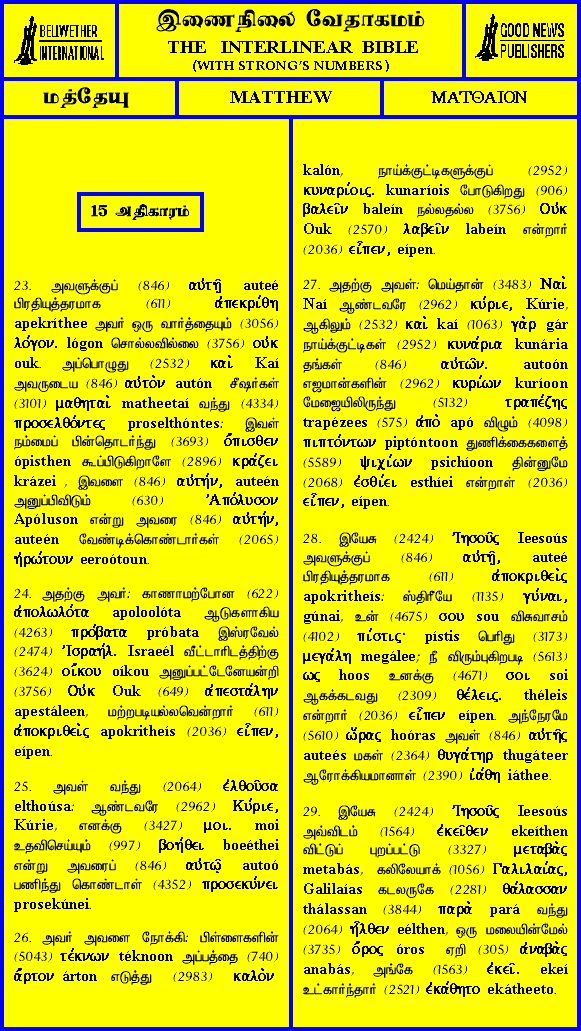 BELLWETHER
INTERNATIONAL
இணைநிலை வேதாகமம்
THE INTERLINEAR BIBLE
(WITH STRONG'S NUMBERS)
GOOD NEWS
PUBLISHERS
மத்தேயு
MATTHEW
ΜΑΤΘΑΙΟΝ
15 அதிகாரம்
23. அவளுக்குப் (846) αὐτῇ auteé
பிரதியுத்தரமாக (611) ἀπεκρίθη
apekríthee அவர் ஒரு வார்த்தையும் (3056)
λόγον. lógon சொல்லவில்லை (3756) οὐκ
ouk. அப்பொழுது (2532) καὶ Kaí
அவருடைய (846) αὐτὸν autón சீஷர்கள்
(3101) μαθηταὶ matheetaí வந்து (4334)
προσελθόντες proselthóntes: இவள்
நம்மைப் பின்தொடர்ந்து (3693) ὄπισθεν
ópisthen கூப்பிடுகிறாளே (2896) κράζει
krázei , இவளை (846) αὐτήν, auteén
அனுப்பிவிடும் (630) Ἀπόλυσον
Apóluson என்று அவரை (846) αὐτήν,
auteén வேண்டிக்கொண்டார்கள் (2065)
ἠρώτουν eeroótoun.
24. அதற்கு அவர்: காணாமற்போன (622)
ἀπολωλότα apoloolóta ஆடுகளாகிய
(4263) πρόβατα próbata இஸ்ரவேல்
(2474) Ἰσραήλ. Israeél வீட்டாரிடத்திற்கு
(3624) οἴκου oíkou அனுப்பட்டேனேயன்றி
(3756) Οὐκ Ouk (649) ἀπεστάλην
apestáleen, மற்றபடியல்லவென்றார் (611)
ἀποκριθεὶς apokritheís (2036) εἶπεν,
eípen.
25. அவள் வந்து (2064) ἐλθοῦσα
elthoúsa: ஆண்டவரே (2962) Κύριε,
Kúrie, எனக்கு (3427) μοι. moi
உதவிசெய்யும் (997) βοήθει boeéthei
என்று அவரைப் (846) αὐτῷ autoó
பணிந்து கொண்டாள் (4352) προσεκύνει
prosekúnei.
26. அவர் அவளை நோக்கி: பிள்ளைகளின்
(5043) τέκνων téknoon அப்பத்தை (740)
ἄρτον árton எடுத்து (2983) καλὸν
kalón, நாய்க்குட்டிகளுக்குப் (2952)
κυναρίοις. kunaríois போடுகிறது (906)
βαλεῖν baleín நல்லதல்ல (3756) Οὐκ
Ouk (2570) λαβεῖν labeín என்றார்
(2036) εἶπεν, eípen.
27. அதற்கு அவள்: மெய்தான் (3483) Ναὶ
Naí ஆண்டவரே (2962) κύριε, Kúrie,
ஆகிலும் (2532) καὶ kaí (1063) γὰρ gár
நாய்க்குட்டிகள் (2952) κυνάρια kunária
தங்கள் (846) αὐτῶν. autoón
எஜமான்களின் (2962) κυρίων kuríoon
மேஜையிலிருந்து (5132) τραπέζης
trapézees (575) ἀπὸ apó விழும் (4098)
πιπτόντων piptóntoon துணிக்கைகளைத்
(5589) ψιχίων psichíoon தின்னுமே
(2068) ἐσθίει esthíei என்றாள் (2036)
εἶπεν, eípen.
28. இயேசு (2424) Ἰησοῦς Ieesoús
அவளுக்குப் (846) αὐτῇ, auteé
பிரதியுத்தரமாக (611) ἀποκριθεὶς
apokritheís: ஸ்திரீயே (1135) γύναι,
gúnai, உன் (4675) σου sou விசுவாசம்
(4102) πίστις· pístis பெரிது (3173)
μεγάλη megálee; நீ விரும்புகிறபடி (5613)
ως hoos உனக்கு (4671) σοι soi
ஆகக்கடவது (2309) θέλεις. théleis
என்றார் (2036) εἶπεν eípen. அந்நேரமே
(5610) ὥρας hoóras அவள் (846) αὐτῆς
auteés மகள் (2364) θυγάτηρ thugáteer
ஆரோக்கியமானாள் (2390) ἰάθη iáthee.
29. இயேசு (2424) Ἰησοῦς Ieesoús
அவ்விடம் (1564) ἐκεῖθεν ekeíthen
விட்டுப் புறப்பட்டு (3327) μεταβὰς
metabás, கலிலேயாக் (1056) Γαλιλαίας,
Galilaías கடலருகே (2281) θάλασσαν
thálassan (3844) παρὰ pará வந்து
(2064) ἦλθεν eélthen, ஒரு மலையின்மேல்
(3735) ὄρος óros ஏறி (305) ἀναβὰς
anabás, அங்கே (1563) ἐκεῖ. ekeí
உட்கார்ந்தார் (2521) ἐκάθητο ekátheeto.